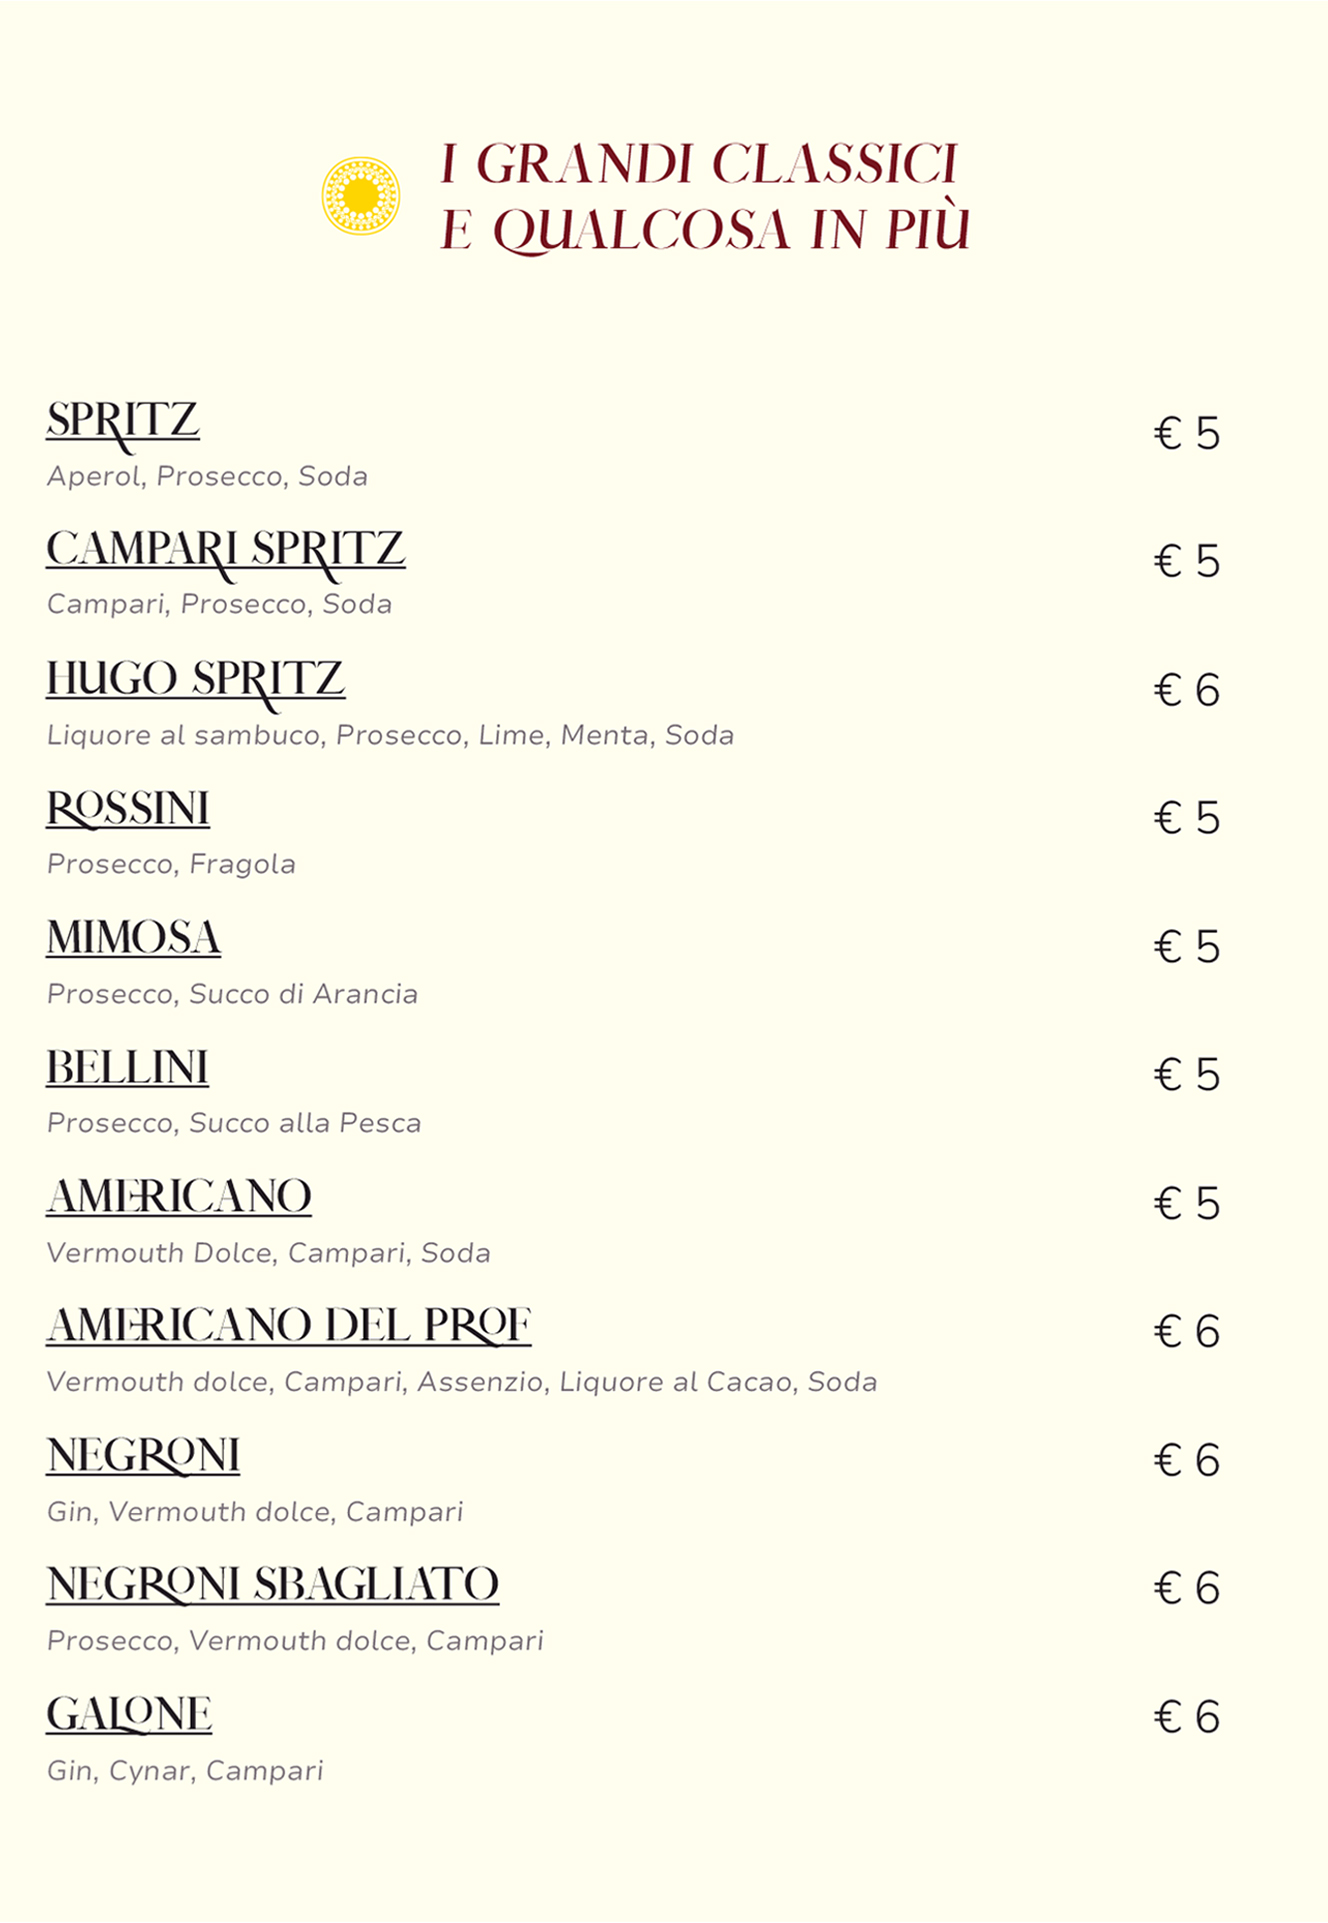 I GRANDI CLASSICI
E QUALCOSA IN PIÙ
SPRITZ
€ 5
Aperol, Prosecco, Soda
CAMPARI SPRITZ
€ 5
Campari, Prosecco, Soda
HUGO SPRITZ
€ 6
Liquore al sambuco, Prosecco, Lime, Menta, Soda
ROSSINI
€ 5
Prosecco, Fragola
MIMOSA
€ 5
Prosecco, Succo di Arancia
BELLINI
€ 5
Prosecco, Succo alla Pesca
AMERICANO
€ 5
Vermouth Dolce, Campari, Soda
AMERICANO DEL PROF
€ 6
Vermouth dolce, Campari, Assenzio, Liquore al Cacao, Soda
NEGRONI
€ 6
Gin, Vermouth dolce, Campari
NEGRONI SBAGLIATO
€ 6
Prosecco, Vermouth dolce, Campari
GALONE
€ 6
Gin, Cynar, Campari